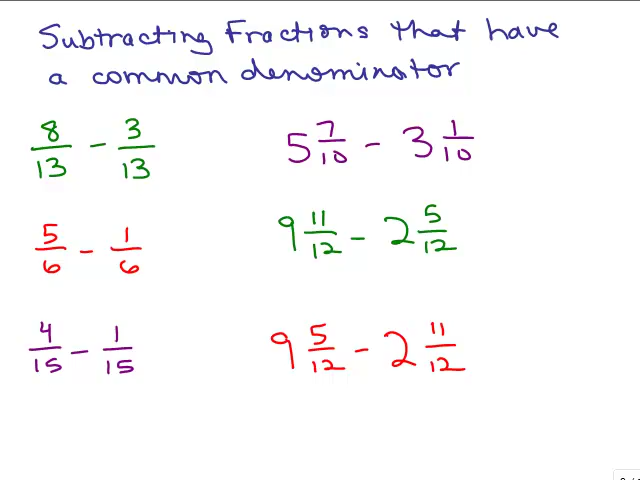 Subtracting Fractions that have
a common denominator
8/13 - 3/13
5 7/10 - 3 1/10
5/6 - 1/6
9 11/12 - 2 5/12
4/15 - 1/15
9 5/12 - 2 11/12